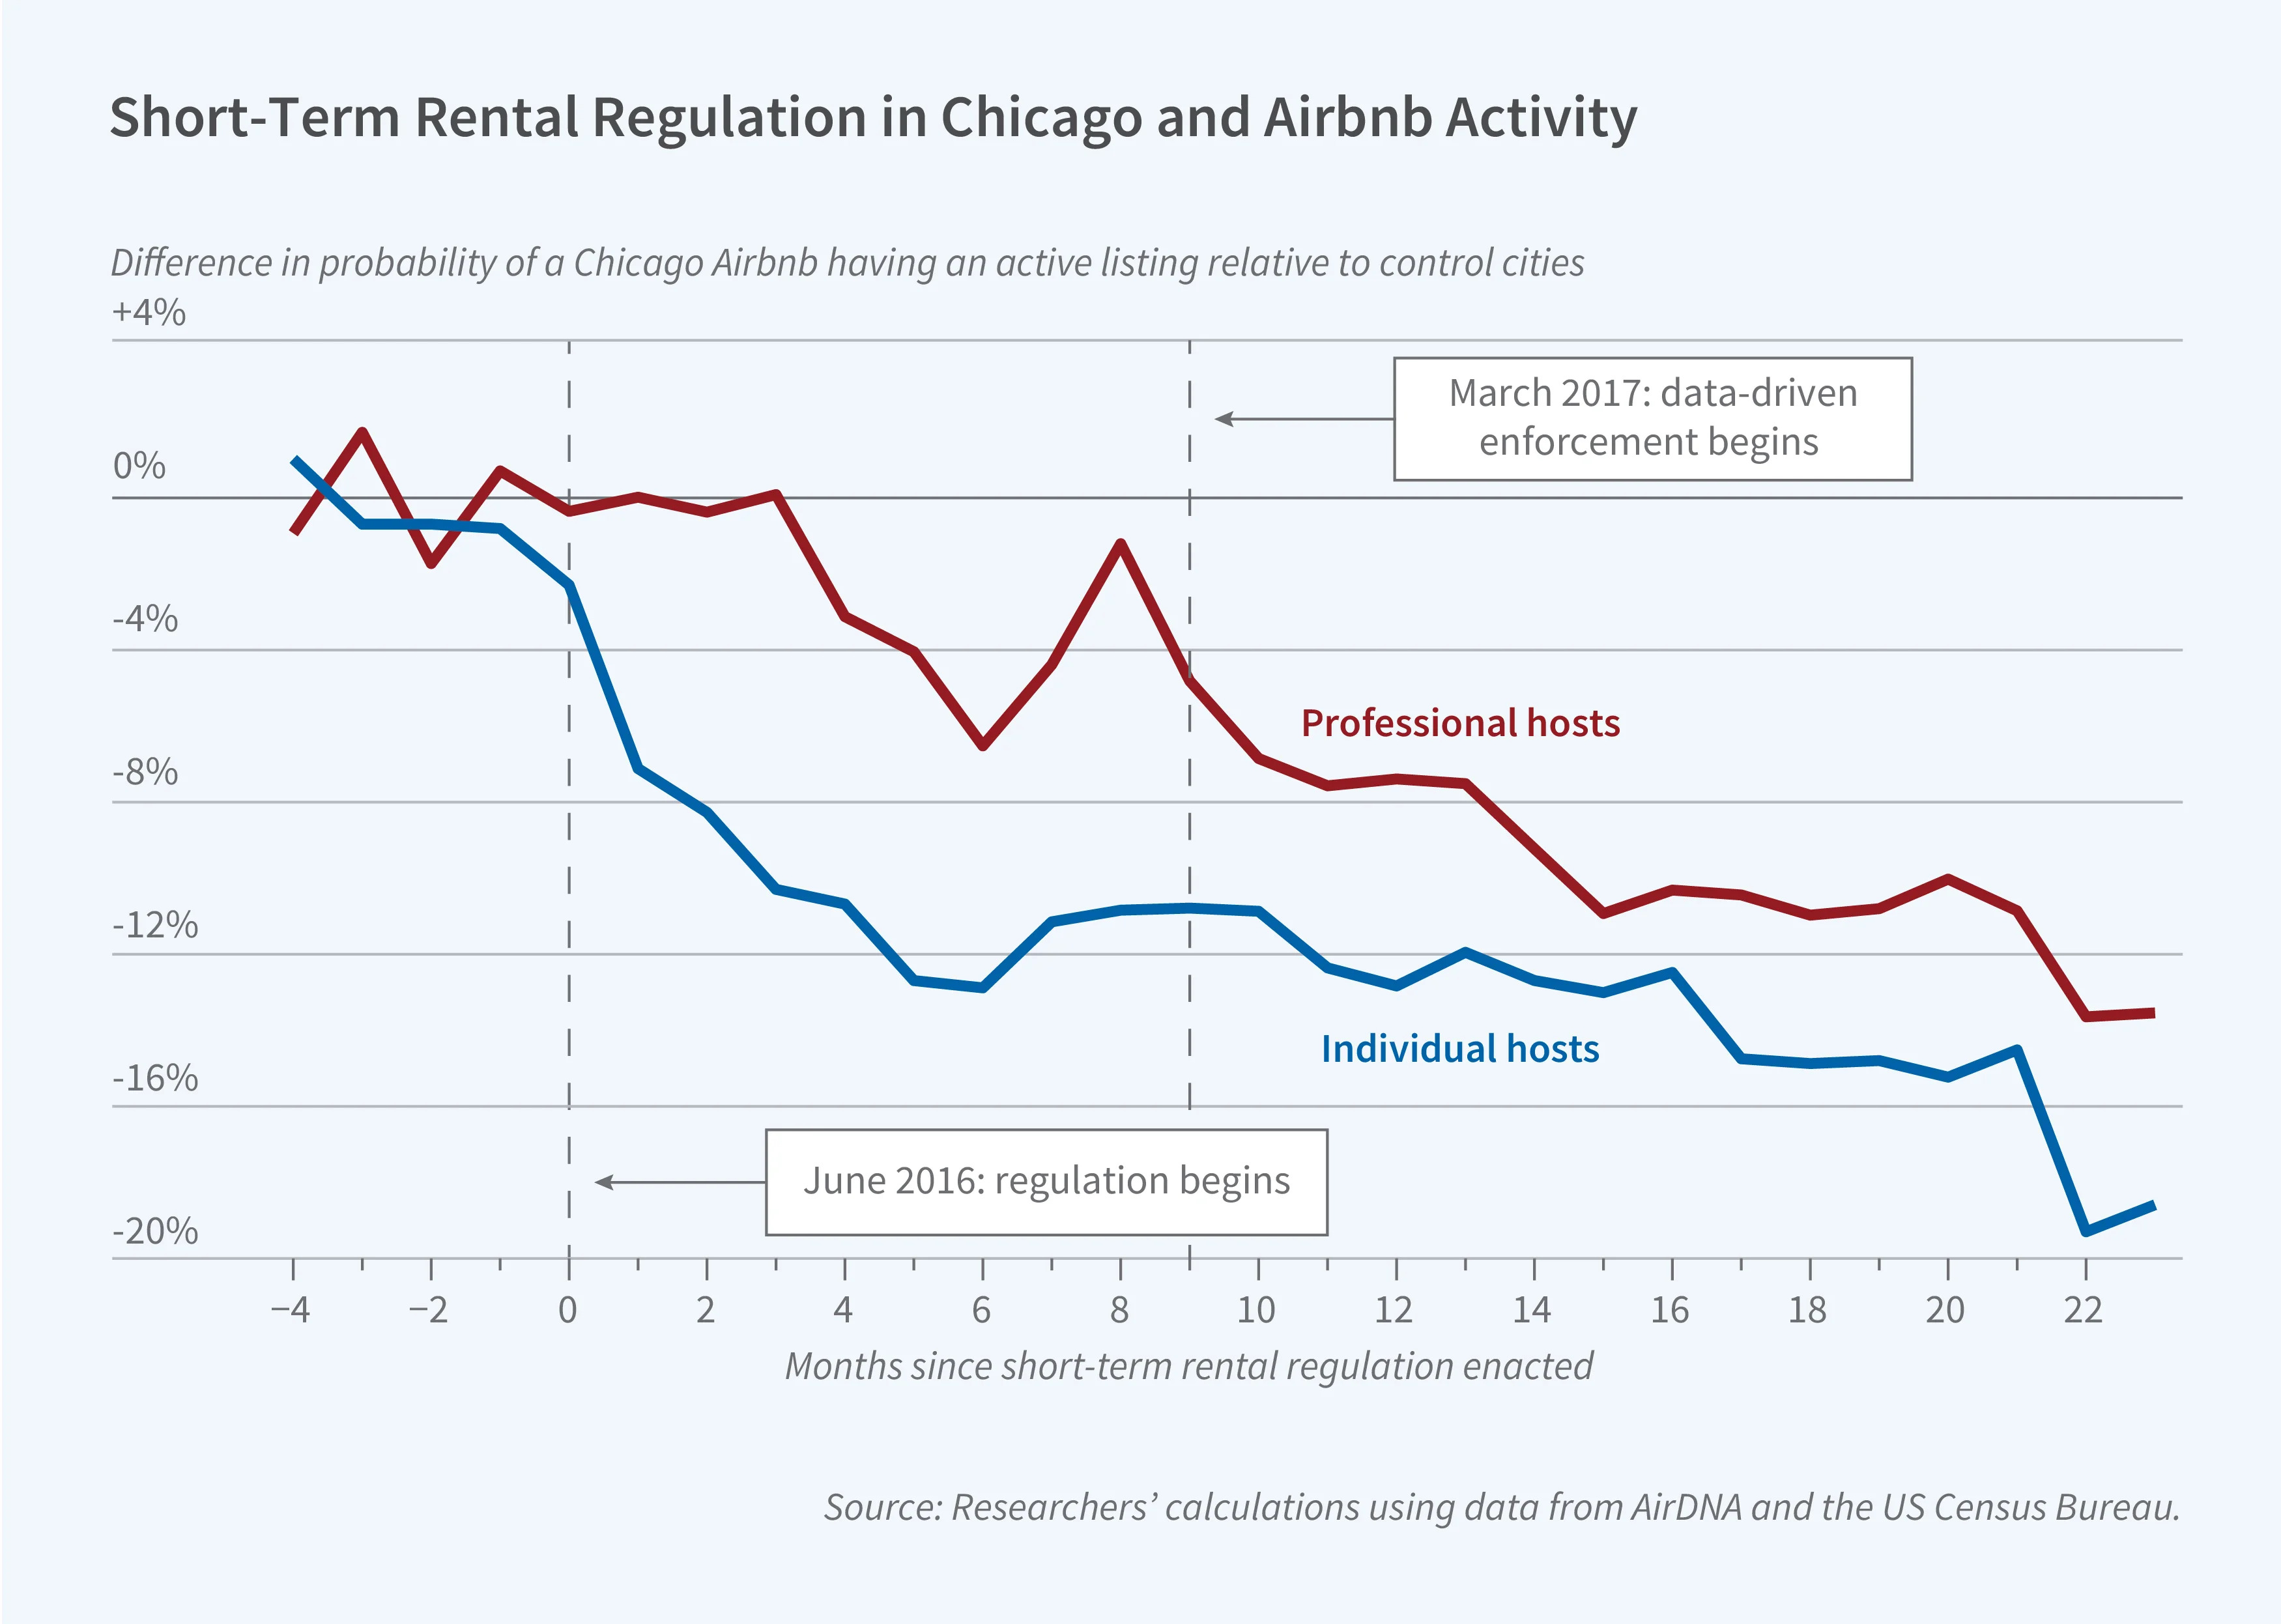 Short-Term Rental Regulation in Chicago and Airbnb Activity
Difference in probability of a Chicago Airbnb having an active listing relative to control cities
+4%
March 2017: data-driven
enforcement begins
0%
-4%
Professional hosts
-8%
-12%
Individual hosts
-16%
June 2016: regulation begins
-20%
−4 −2 0 2 4 6 8 10 12 14 16 18 20 22
Months since short-term rental regulation enacted
Source: Researchers’ calculations using data from AirDNA and the US Census Bureau.